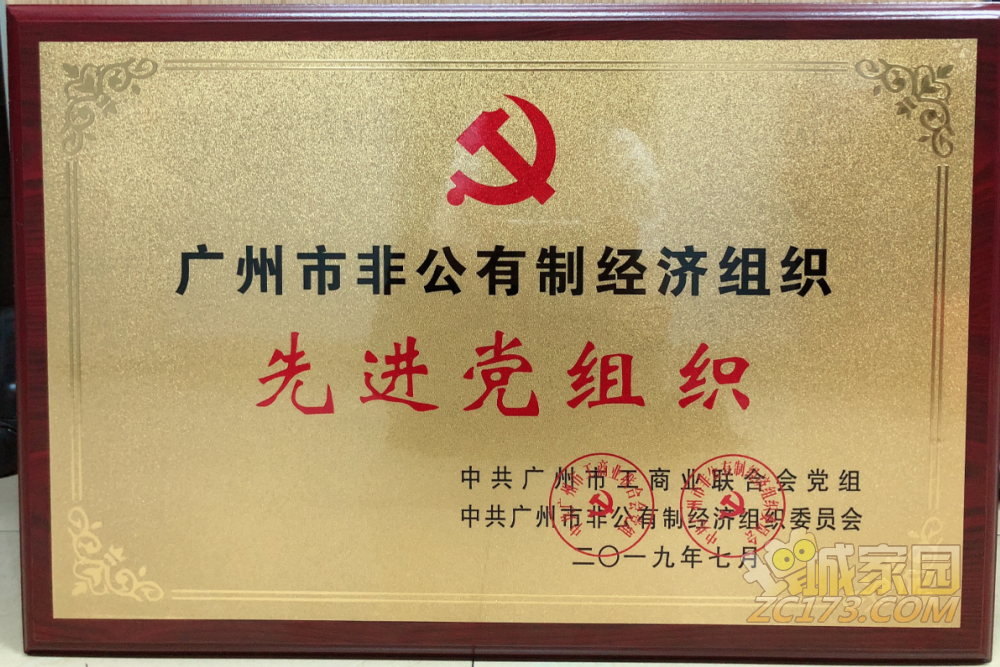 广州市非公有制经济组织
先进党组织
中共广州市工商业联合会党组
中共广州市非公有制经济组织委员会
二〇一九年七月
诚家园
ZC173.COM